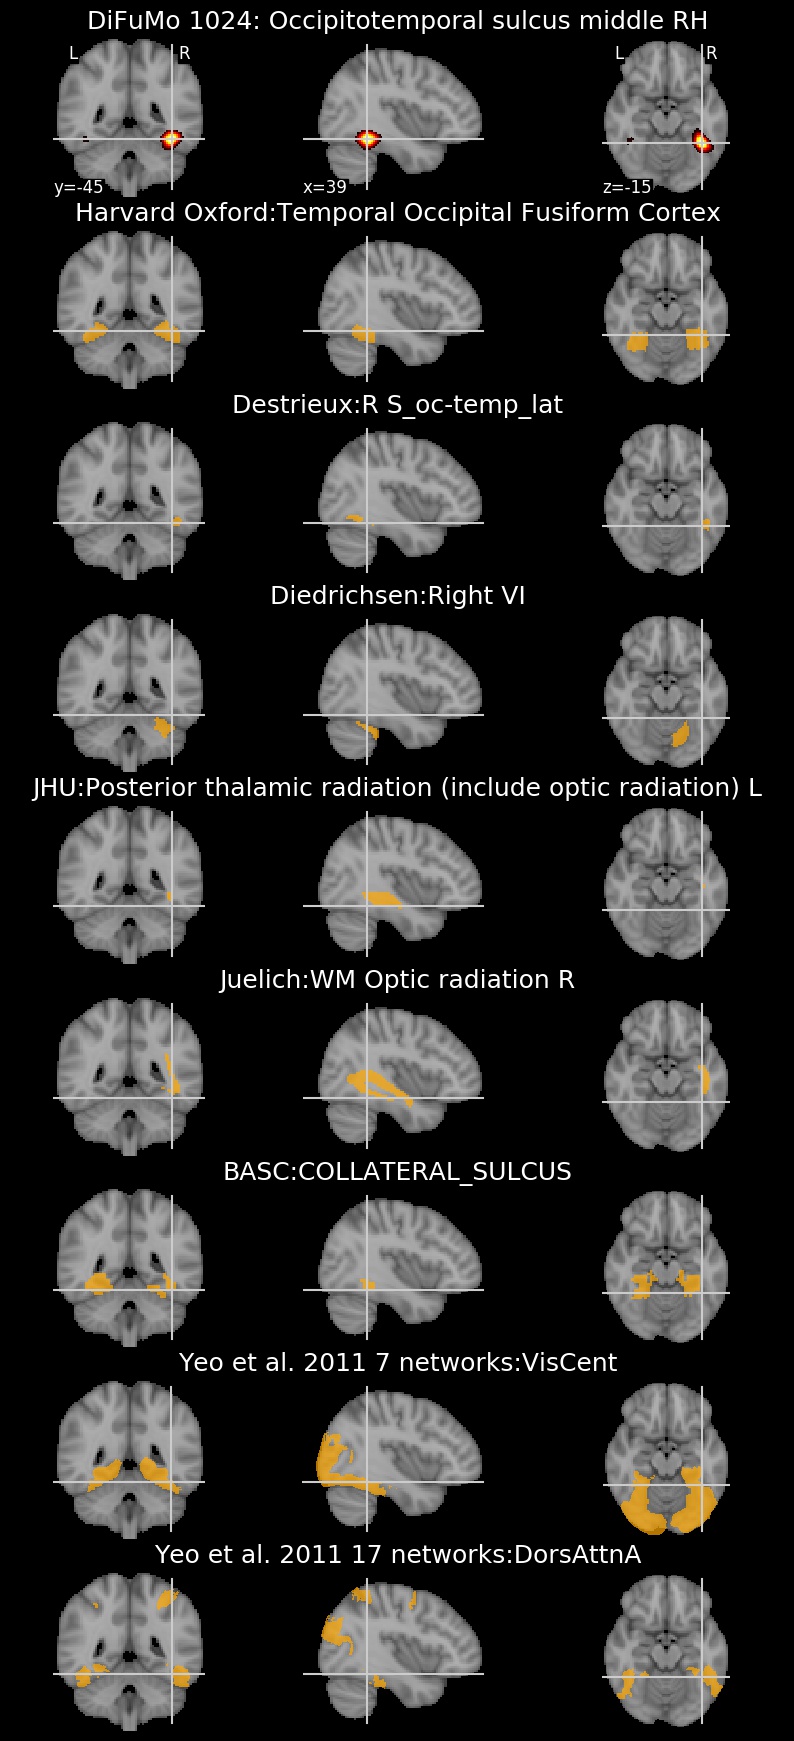 DiFuMo 1024: Occipitotemporal sulcus middle RH
L R L R
y=-45 x=39 z=-15
Harvard Oxford:Temporal Occipital Fusiform Cortex
Destrieux:R S_oc-temp_lat
Diedrichsen:Right VI
JHU:Posterior thalamic radiation (include optic radiation) L
Juelich:WM Optic radiation R
BASC:COLLATERAL_SULCUS
Yeo et al. 2011 7 networks:VisCent
Yeo et al. 2011 17 networks:DorsAttnA